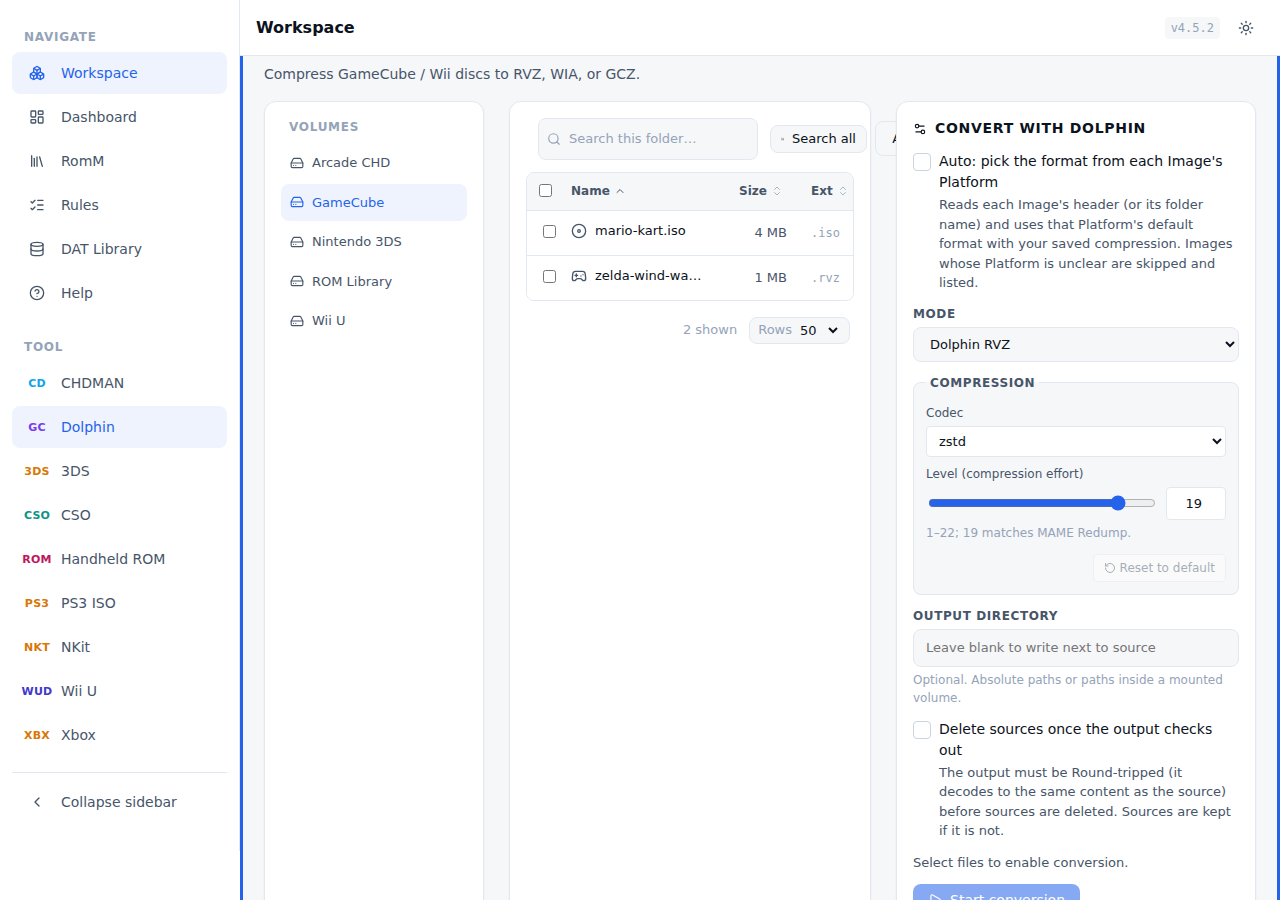 NAVIGATE
Workspace
Dashboard
RomM
Rules
DAT Library
Help
TOOL
CD CHDMAN
GC Dolphin
3DS 3DS
CSO CSO
ROM Handheld ROM
PS3 PS3 ISO
NKT NKit
WUD Wii U
XBX Xbox
Collapse sidebar
Workspace
v4.5.2
Compress GameCube / Wii discs to RVZ, WIA, or GCZ.
VOLUMES
Arcade CHD
GameCube
Nintendo 3DS
ROM Library
Wii U
Search this folder…
Search all
Name Size Ext
mario-kart.iso 4 MB .iso
zelda-wind-wa… 1 MB .rvz
2 shown Rows 50
CONVERT WITH DOLPHIN
Auto: pick the format from each Image's
Platform
Reads each Image's header (or its folder
name) and uses that Platform's default
format with your saved compression. Images
whose Platform is unclear are skipped and
listed.
MODE
Dolphin RVZ
COMPRESSION
Codec
zstd
Level (compression effort)
19
1–22; 19 matches MAME Redump.
Reset to default
OUTPUT DIRECTORY
Leave blank to write next to source
Optional. Absolute paths or paths inside a mounted
volume.
Delete sources once the output checks
out
The output must be Round-tripped (it
decodes to the same content as the source)
before sources are deleted. Sources are kept
if it is not.
Select files to enable conversion.
Start conversion